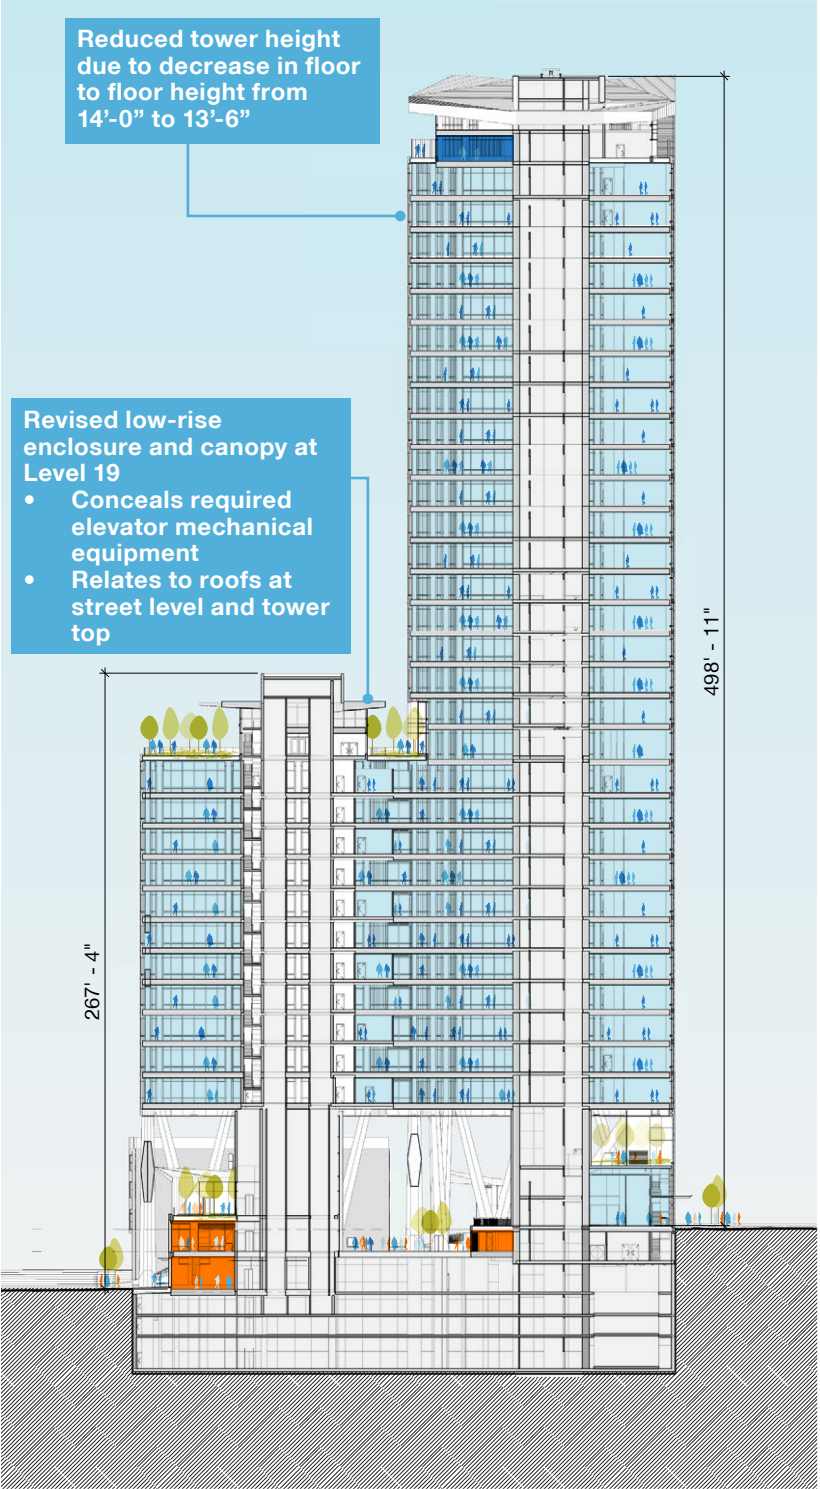 Reduced tower height
due to decrease in floor
to floor height from
14’-0” to 13’-6”
Revised low-rise
enclosure and canopy at
Level 19
• Conceals required
elevator mechanical
equipment
• Relates to roofs at
street level and tower
top
498' - 11"
267' - 4"